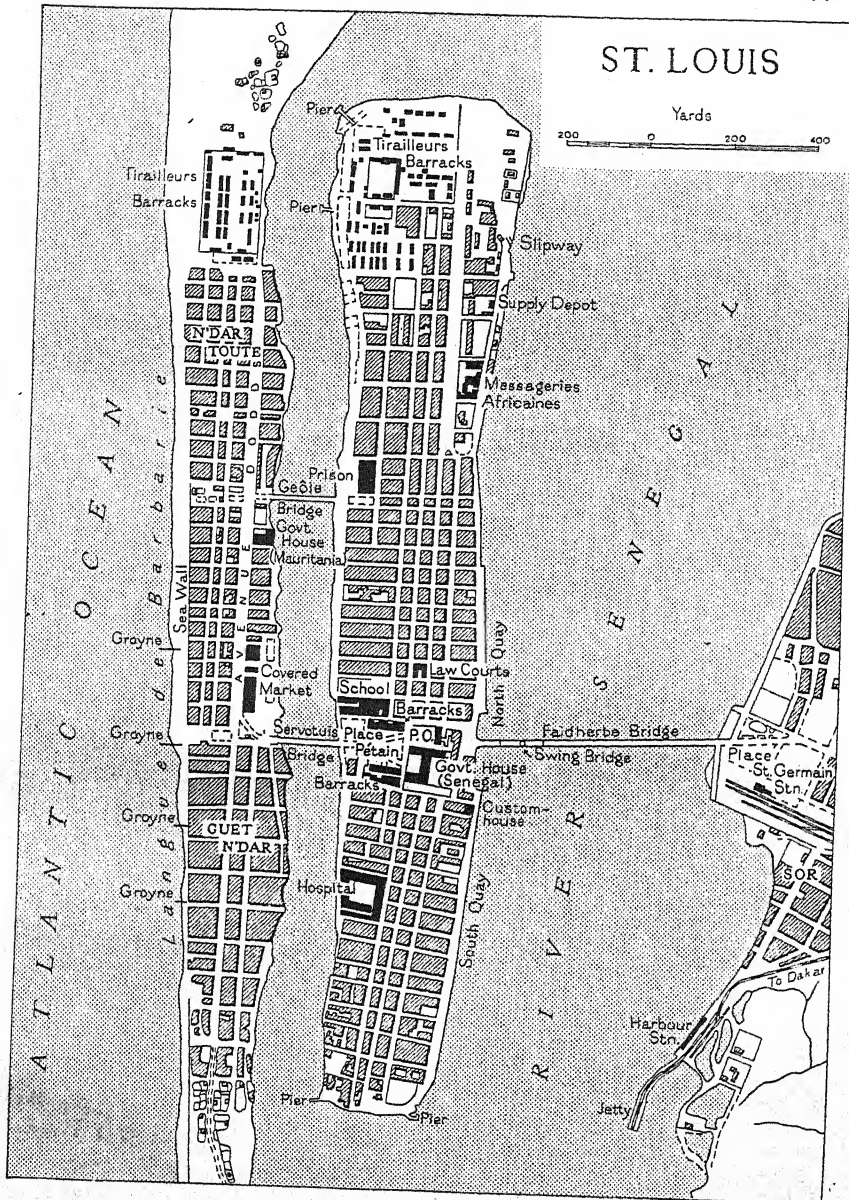 ST. LOUIS
Yards
200 0 200 400
Pier
Tirailleurs
Barracks
Tirailleurs
Barracks
Pier
Slipway
Supply Depot
N'DAR
TOUTE
Messageries
Africaines
Prison
Geôle
Bridge
Govt.
House
(Mauritania)
AVENUE DODDS
Sea Wall
Langue de Barbarie
ATLANTIC OCEAN
RIVER SENEGAL
Groyne
Covered
Market
Law Courts
School
Barracks
North Quay
Groyne
Servatuis
Bridge
Place
Pétain
P.O.
Faidherbe Bridge
Swing Bridge
Place
St. Germain
Stn.
Barracks
Govt. House
(Senegal)
Custom-
house
Groyne
GUET
N'DAR
Groyne
Hospital
South Quay
SOR
To Dakar
Harbour
Stn.
Jetty
Pier
Pier